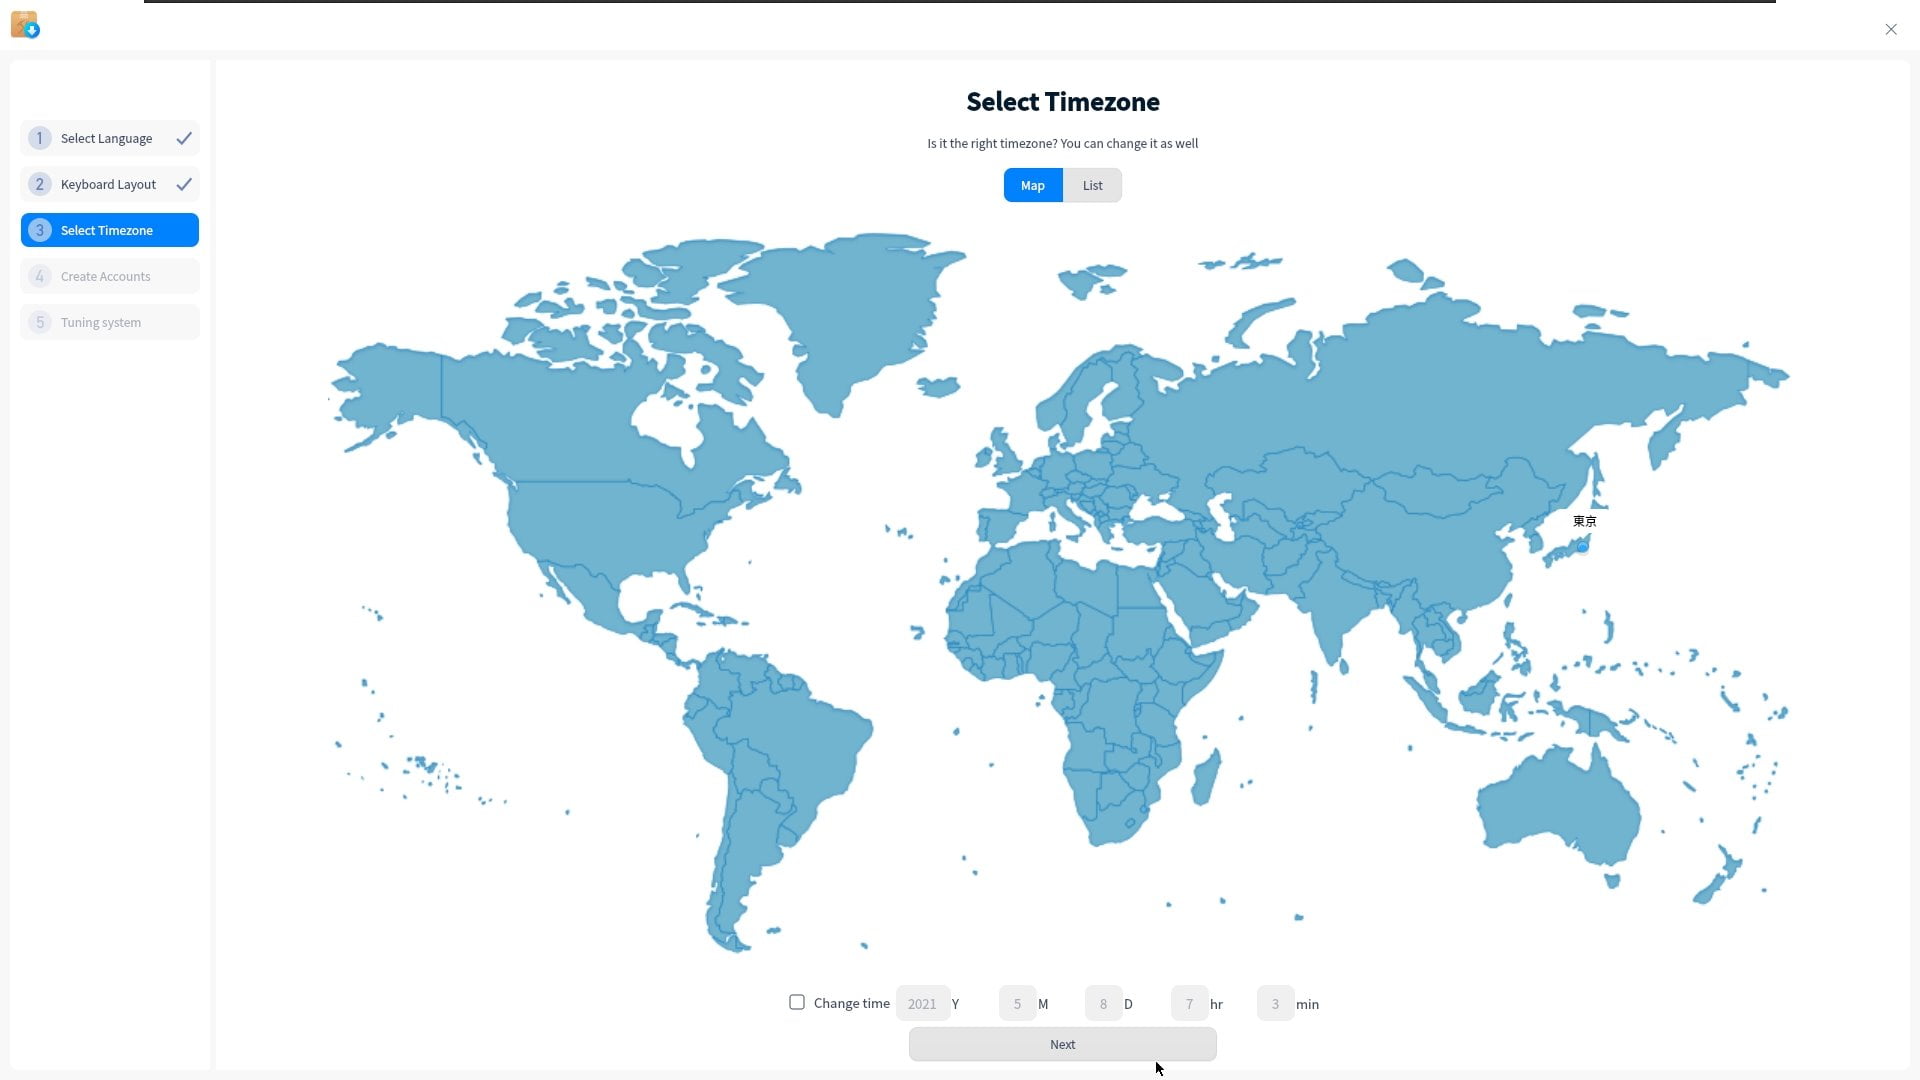 Select Timezone
Is it the right timezone? You can change it as well
Map List
1 Select Language
2 Keyboard Layout
3 Select Timezone
4 Create Accounts
5 Tuning system
東京
Change time 2021 Y 5 M 8 D 7 hr 3 min
Next